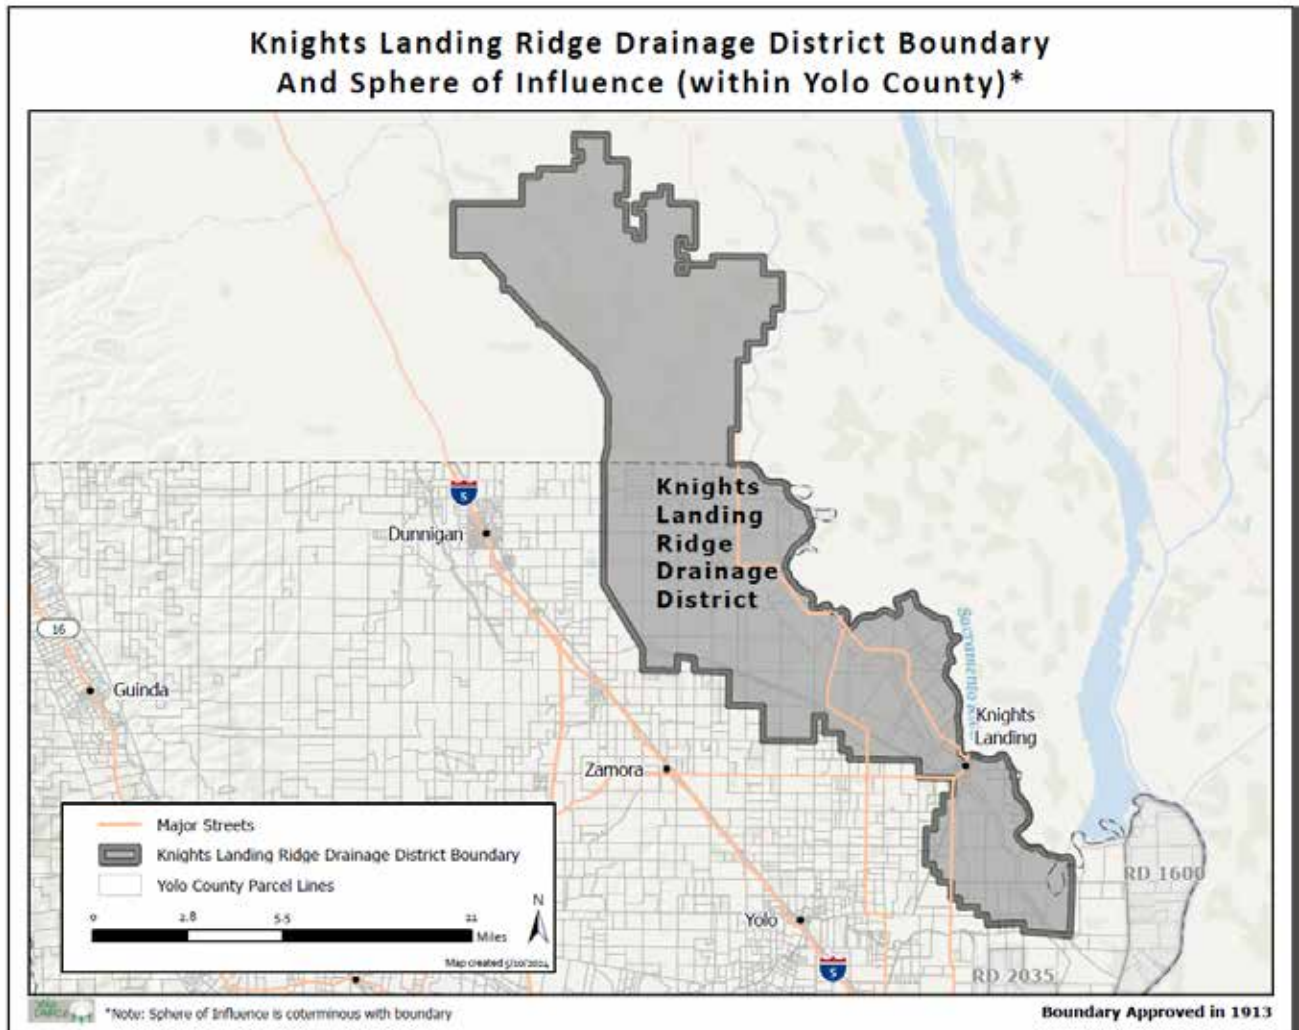 Knights Landing Ridge Drainage District Boundary
And Sphere of Influence (within Yolo County)*
5
Dunnigan
Knights
Landing
Ridge
Drainage
District
16
Guinda
Sacramento
Knights
Landing
Zamora
Major Streets
Knights Landing Ridge Drainage District Boundary
Yolo County Parcel Lines
0 2.8 5.5 11
Miles
N
Map created 5/10/2024
Yolo
5
RD 1600
RD 2035
*Note: Sphere of Influence is coterminous with boundary
Boundary Approved in 1913